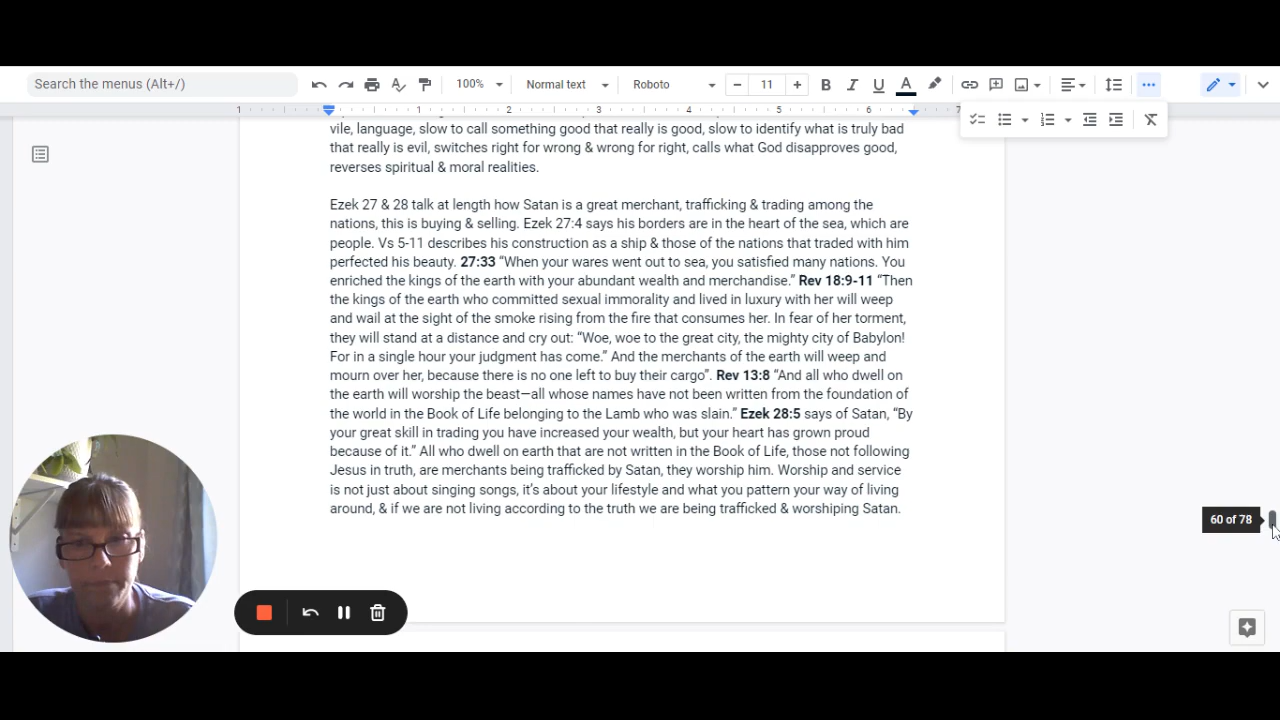 Search the menus (Alt+/)
100%
Normal text
Roboto
11
B
I
U
A
1
1
2
3
4
5
6
7
vile, language, slow to call something good that really is good, slow to identify what is truly bad
that really is evil, switches right for wrong & wrong for right, calls what God disapproves good,
reverses spiritual & moral realities.
Ezek 27 & 28 talk at length how Satan is a great merchant, trafficking & trading among the
nations, this is buying & selling. Ezek 27:4 says his borders are in the heart of the sea, which are
people. Vs 5-11 describes his construction as a ship & those of the nations that traded with him
perfected his beauty. 27:33 “When your wares went out to sea, you satisfied many nations. You
enriched the kings of the earth with your abundant wealth and merchandise.” Rev 18:9-11 “Then
the kings of the earth who committed sexual immorality and lived in luxury with her will weep
and wail at the sight of the smoke rising from the fire that consumes her. In fear of her torment,
they will stand at a distance and cry out: “Woe, woe to the great city, the mighty city of Babylon!
For in a single hour your judgment has come.” And the merchants of the earth will weep and
mourn over her, because there is no one left to buy their cargo”. Rev 13:8 “And all who dwell on
the earth will worship the beast—all whose names have not been written from the foundation of
the world in the Book of Life belonging to the Lamb who was slain.” Ezek 28:5 says of Satan, “By
your great skill in trading you have increased your wealth, but your heart has grown proud
because of it.” All who dwell on earth that are not written in the Book of Life, those not following
Jesus in truth, are merchants being trafficked by Satan, they worship him. Worship and service
is not just about singing songs, it’s about your lifestyle and what you pattern your way of living
around, & if we are not living according to the truth we are being trafficked & worshiping Satan.
60 of 78